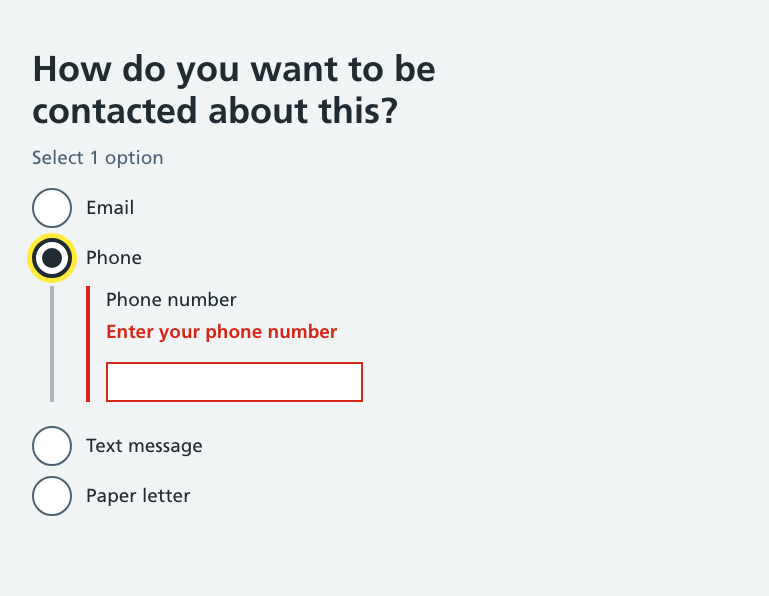 How do you want to be
contacted about this?
Select 1 option
Email
Phone
Phone number
Enter your phone number
Text message
Paper letter